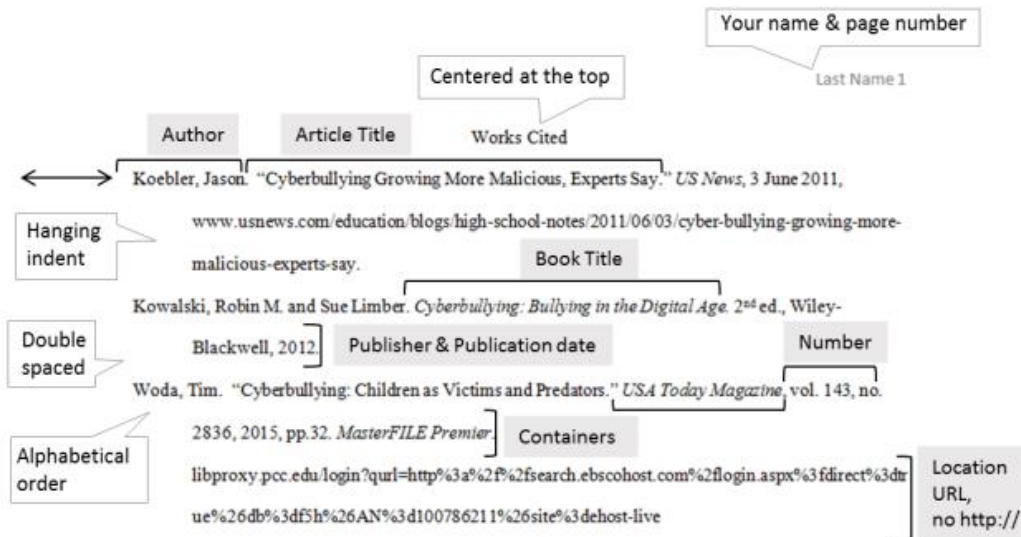 Your name & page number
Last Name 1
Centered at the top
Author
Article Title
Works Cited
Koebler, Jason. “Cyberbullying Growing More Malicious, Experts Say.” US News, 3 June 2011,
Hanging
indent
www.usnews.com/education/blogs/high-school-notes/2011/06/03/cyber-bullying-growing-more-
malicious-experts-say.
Book Title
Kowalski, Robin M. and Sue Limber. Cyberbullying: Bullying in the Digital Age. 2nd ed., Wiley-
Double
spaced
Blackwell, 2012.
Publisher & Publication date
Number
Woda, Tim. “Cyberbullying: Children as Victims and Predators.” USA Today Magazine, vol. 143, no.
2836, 2015, pp.32. MasterFILE Premier.
Containers
Alphabetical
order
libproxy.pcc.edu/login?qurl=http%3a%2f%2fsearch.ebscohost.com%2flogin.aspx%3fdirect%3dtr
ue%26db%3df5h%26AN%3d100786211%26site%3dehost-live
Location
URL,
no http://